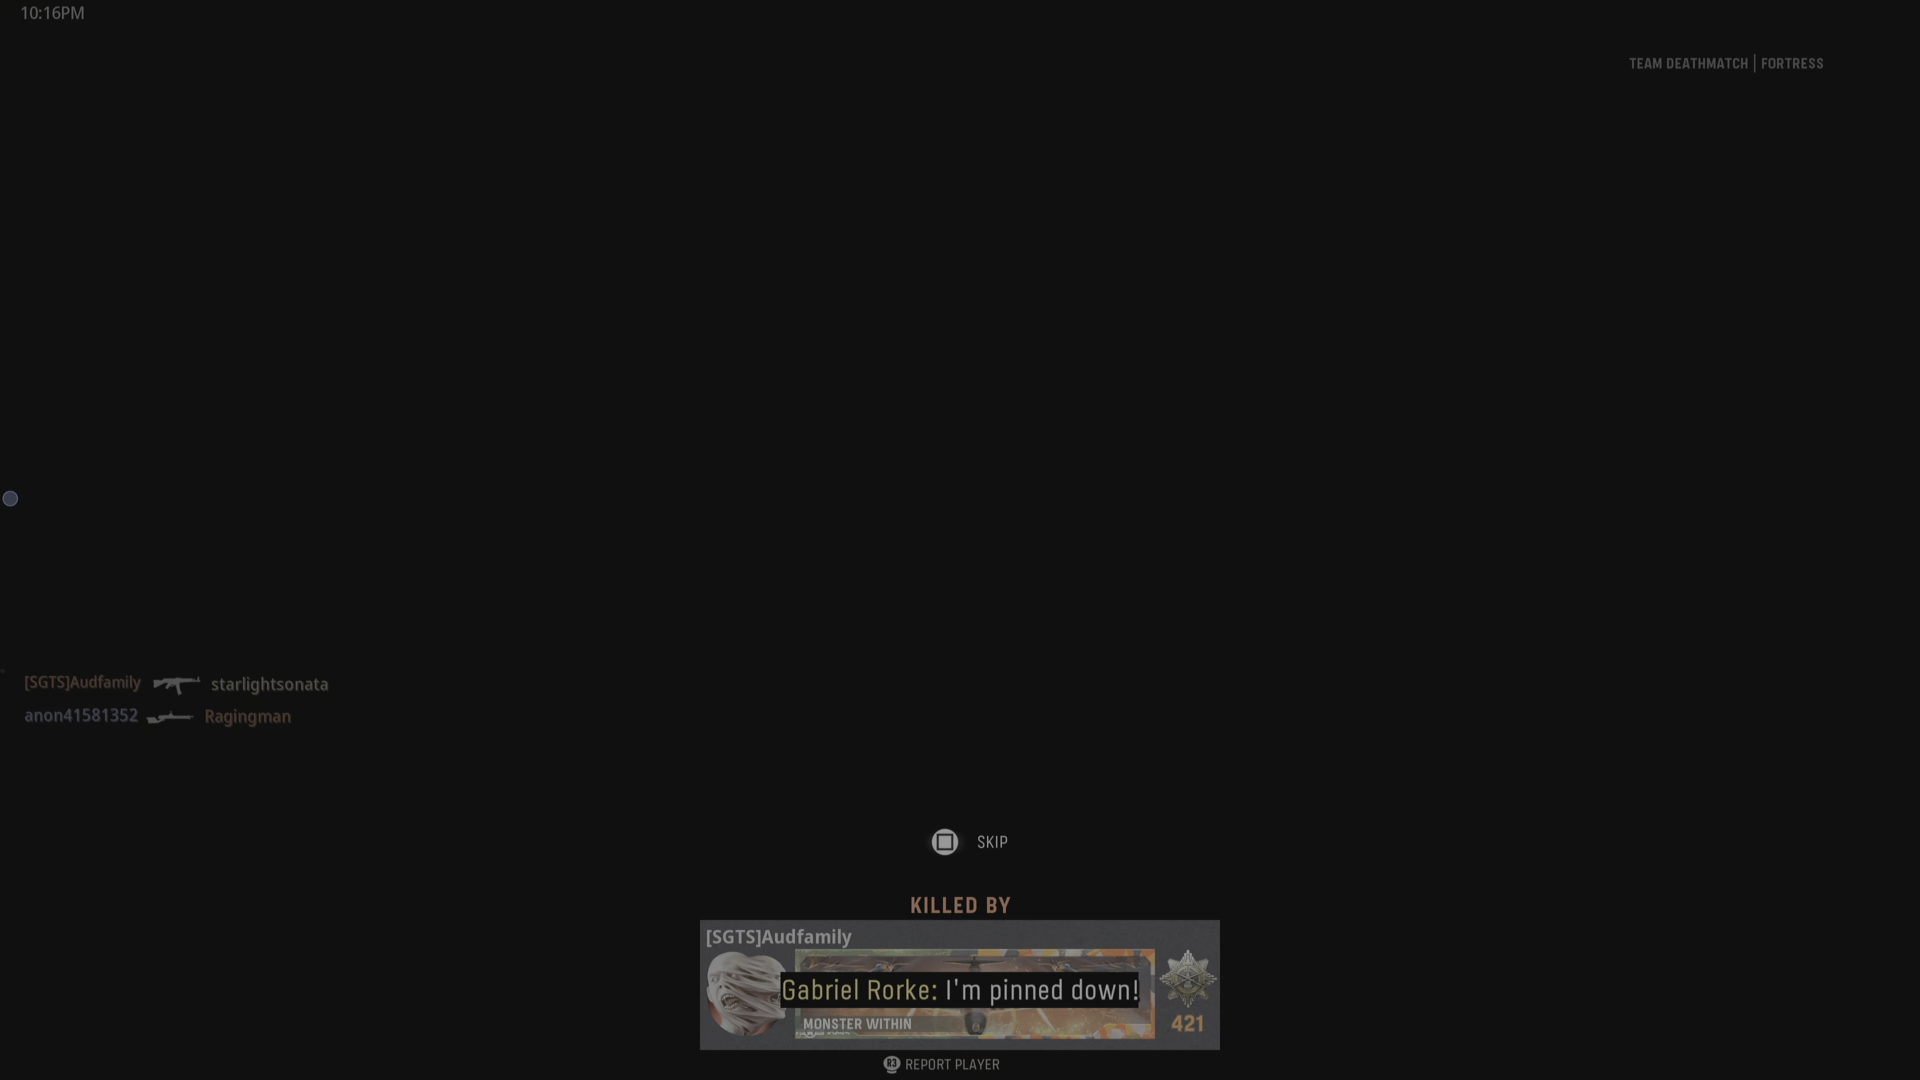 10:16PM
TEAM DEATHMATCH | FORTRESS
[SGTS]Audfamily starlightsonata
anon41581352 Ragingman
SKIP
KILLED BY
[SGTS]Audfamily
Gabriel Rorke: I'm pinned down!
MONSTER WITHIN
421
R3 REPORT PLAYER